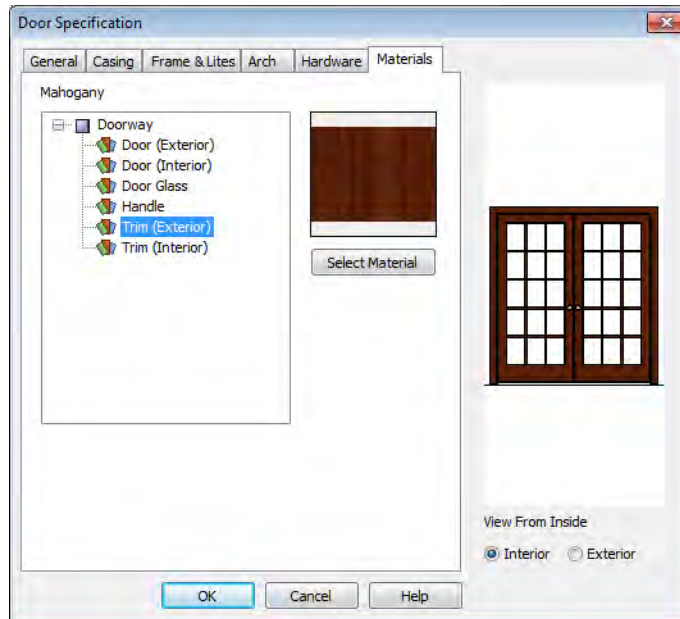 Door Specification
General Casing Frame & Lites Arch Hardware Materials
Mahogany
Doorway
Door (Exterior)
Door (Interior)
Door Glass
Handle
Trim (Exterior)
Trim (Interior)
Select Material
View From Inside
Interior Exterior
OK Cancel Help